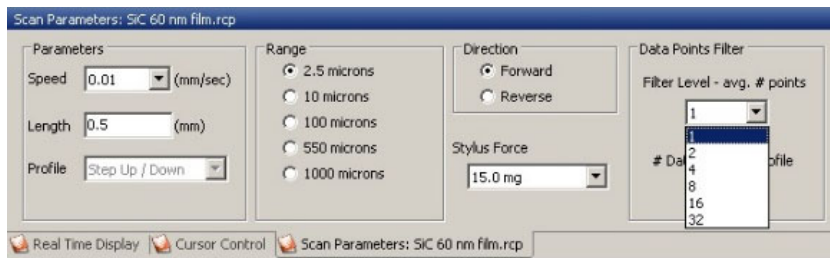 Scan Parameters: SiC 60 nm film.rcp
Parameters
Speed 0.01 (mm/sec)
Length 0.5 (mm)
Profile Step Up / Down
Range
2.5 microns
10 microns
100 microns
550 microns
1000 microns
Direction
Forward
Reverse
Stylus Force
15.0 mg
Data Points Filter
Filter Level - avg. # points
1
1
2
4
8
16
32
Real Time Display Cursor Control Scan Parameters: SiC 60 nm film.rcp